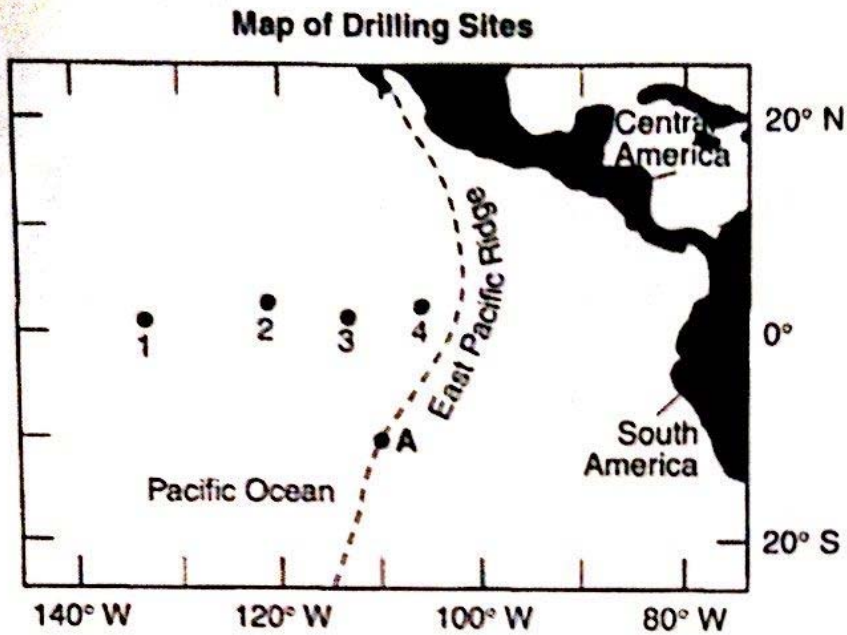 Map of Drilling Sites
Central
America
20° N
East Pacific Ridge
1
2
3
4
0°
A
South
America
Pacific Ocean
20° S
140° W
120° W
100° W
80° W